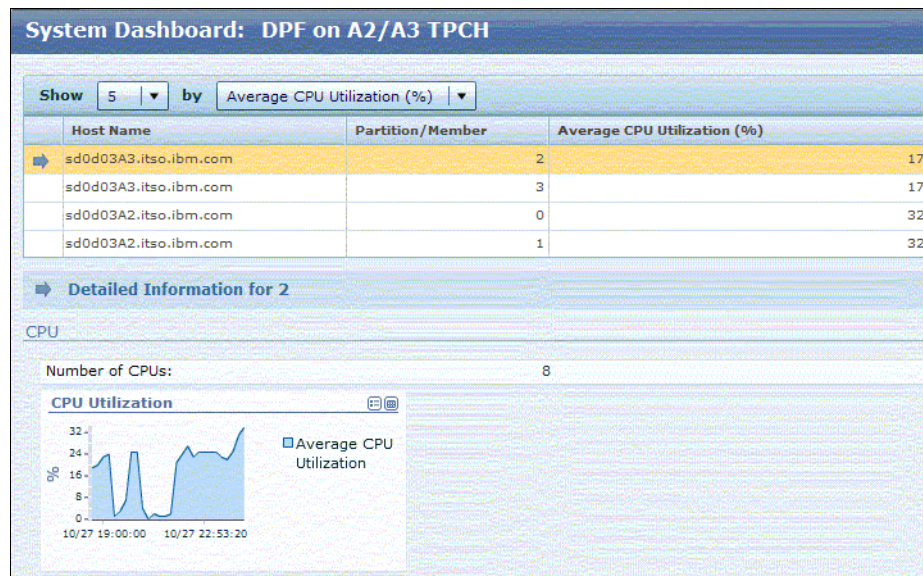 System Dashboard: DPF on A2/A3 TPCH
Show 5 by Average CPU Utilization (%)
Host Name Partition/Member Average CPU Utilization (%)
sd0d03A3.itso.ibm.com 2 17
sd0d03A3.itso.ibm.com 3 17
sd0d03A2.itso.ibm.com 0 32
sd0d03A2.itso.ibm.com 1 32
Detailed Information for 2
CPU
Number of CPUs: 8
CPU Utilization
32
24
16
8
0
%
Average CPU
Utilization
10/27 19:00:00 10/27 22:53:20